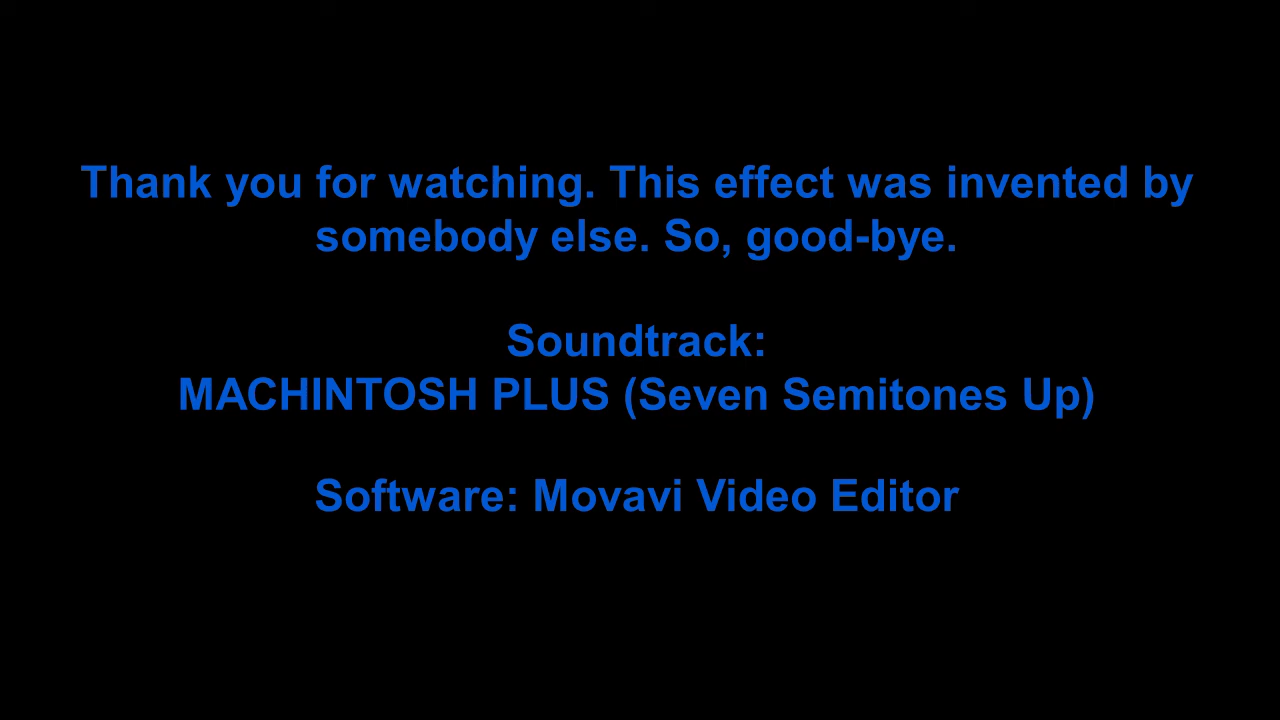 Thank you for watching. This effect was invented by
somebody else. So, good-bye.
Soundtrack:
MACHINTOSH PLUS (Seven Semitones Up)
Software: Movavi Video Editor